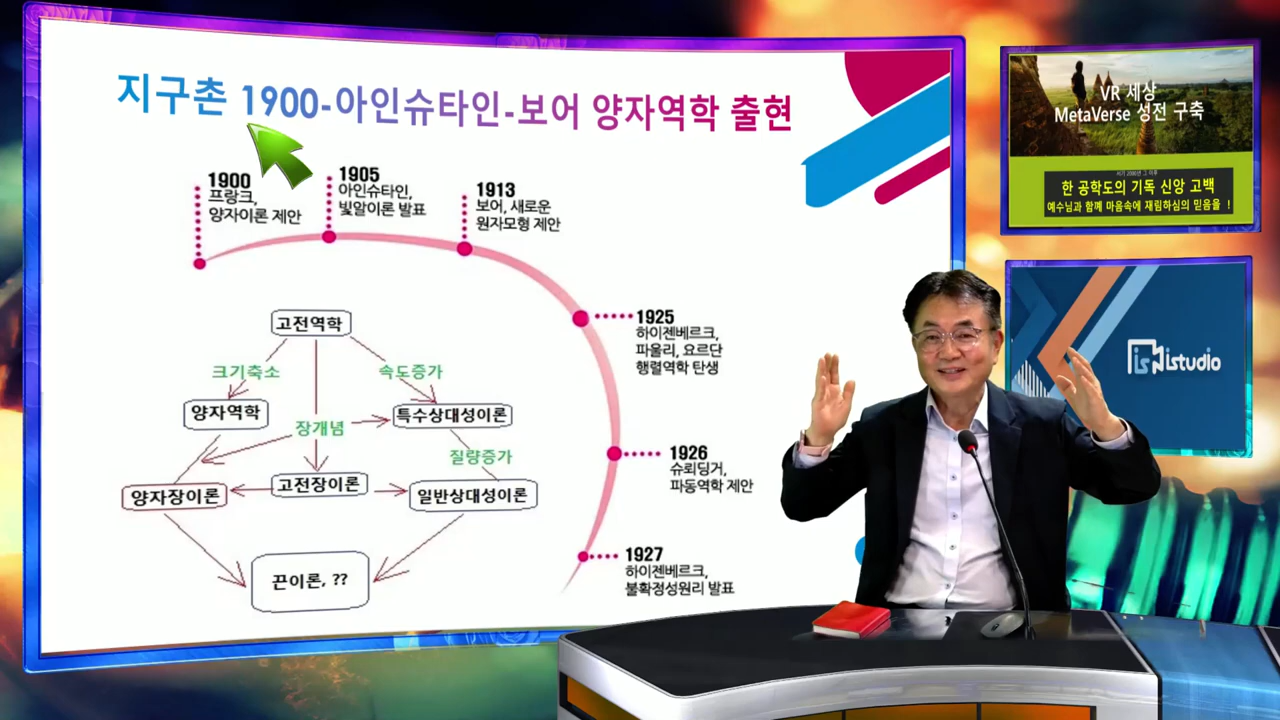 지구촌 1900-아인슈타인-보어 양자역학 출현
1900
프랑크,
양자이론 제안
1905
아인슈타인,
빛알이론 발표
1913
보어, 새로운
원자모형 제안
1925
하이젠베르크,
파울리, 요르단
행렬역학 탄생
1926
슈뢰딩거,
파동역학 제안
1927
하이젠베르크,
불확정성원리 발표
고전역학
크기축소
속도증가
양자역학
장개념
특수상대성이론
질량증가
양자장이론
고전장이론
일반상대성이론
끈이론, ??
VR 세상
MetaVerse 성전 구축
한 공학도의 기독 신앙 고백
예수님과 함께 마음속에 재림하심의 믿음을 !
is
istudio